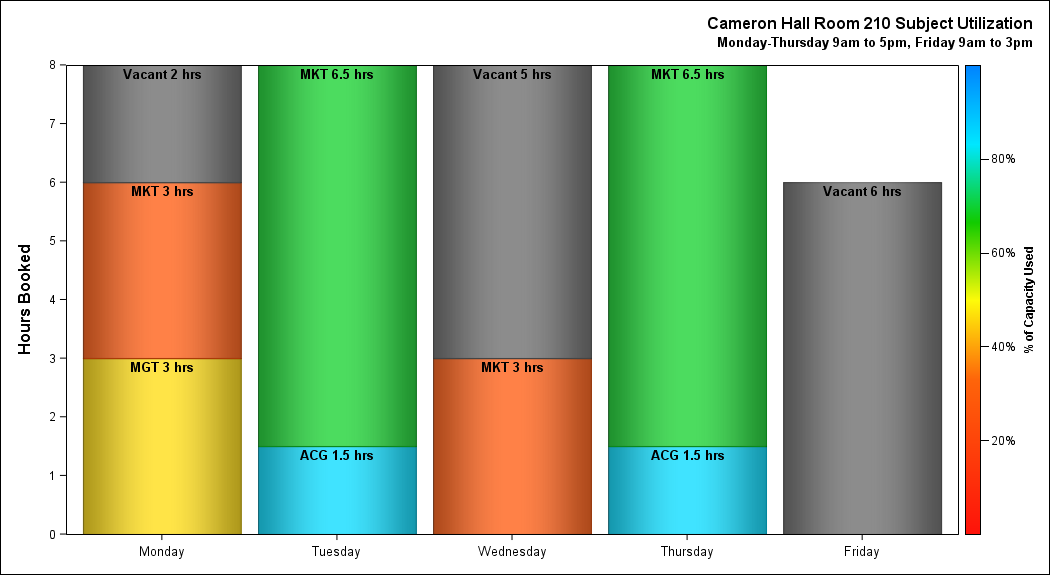 Cameron Hall Room 210 Subject Utilization
Monday-Thursday 9am to 5pm, Friday 9am to 3pm
Hours Booked
8
7
6
5
4
3
2
1
0
Vacant 2 hrs
MKT 3 hrs
MGT 3 hrs
MKT 6.5 hrs
ACG 1.5 hrs
Vacant 5 hrs
MKT 3 hrs
MKT 6.5 hrs
ACG 1.5 hrs
Vacant 6 hrs
Monday
Tuesday
Wednesday
Thursday
Friday
80%
60%
40%
20%
% of Capacity Used